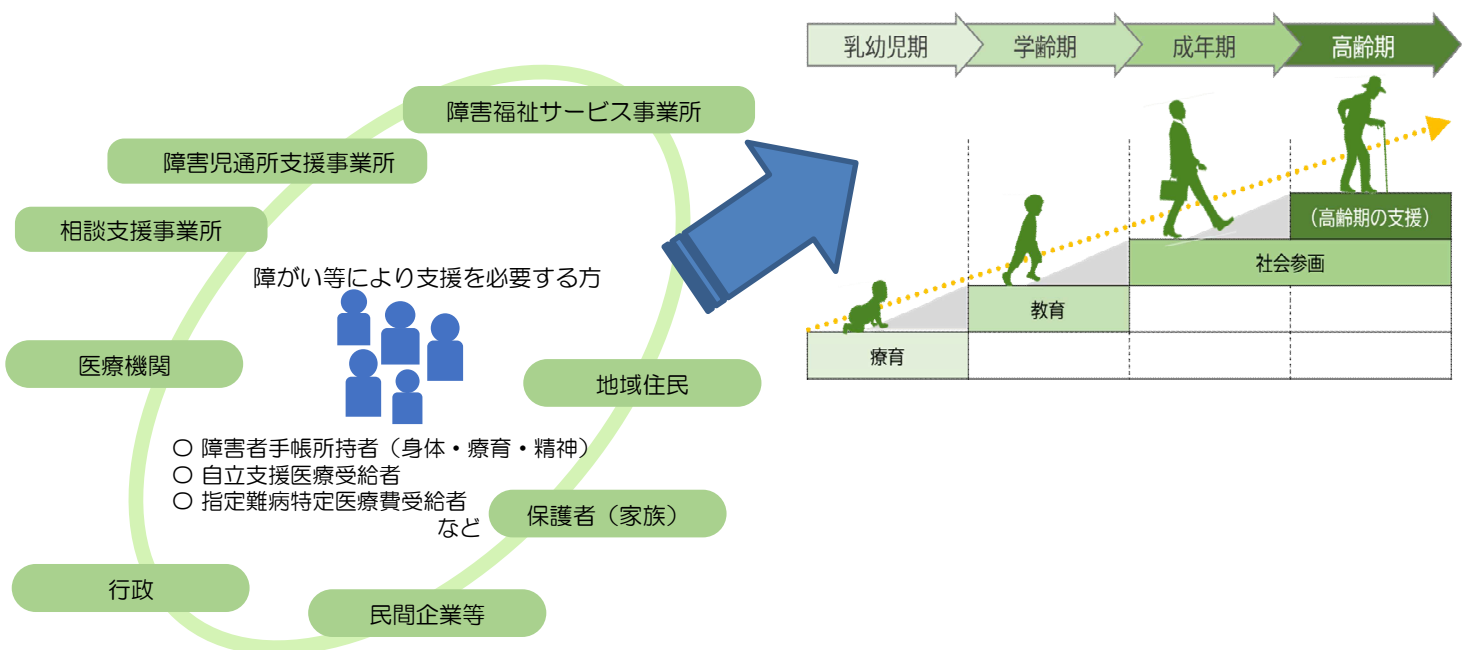 障害福祉サービス事業所
障害児通所支援事業所
相談支援事業所
障がい等により支援を必要する方
医療機関
地域住民
〇 障害者手帳所持者（身体・療育・精神）
〇 自立支援医療受給者
〇 指定難病特定医療費受給者
など
保護者（家族）
行政
民間企業等
乳幼児期
学齢期
成年期
高齢期
（高齢期の支援）
社会参画
教育
療育